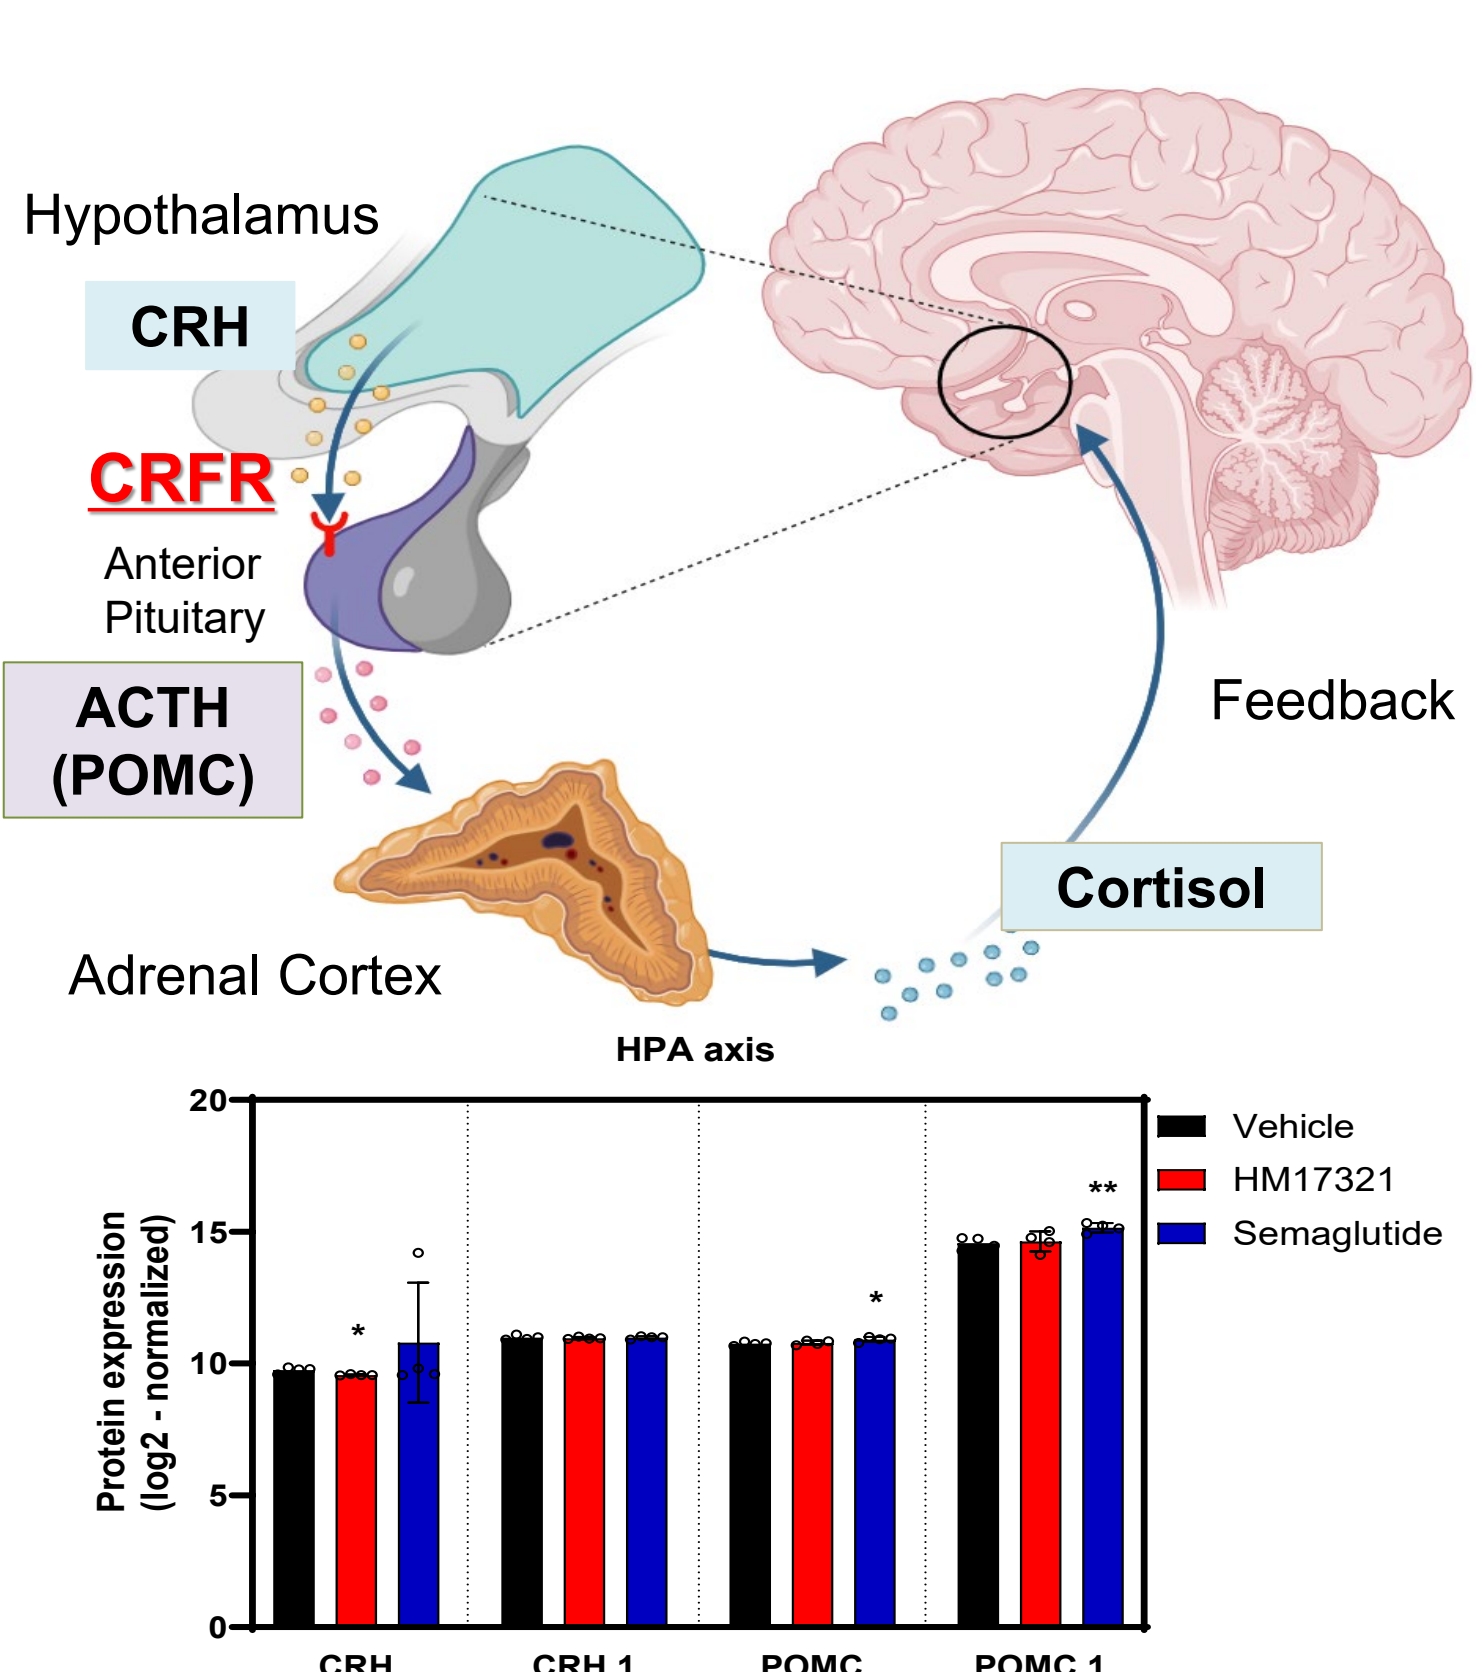 Hypothalamus
CRH
CRFR
Anterior
Pituitary
ACTH
(POMC)
Feedback
Cortisol
Adrenal Cortex
HPA axis
20
15
10
5
0
Protein expression
(log2 - normalized)
*
*
**
Vehicle
HM17321
Semaglutide
CRH
CRH 1
POMC
POMC 1